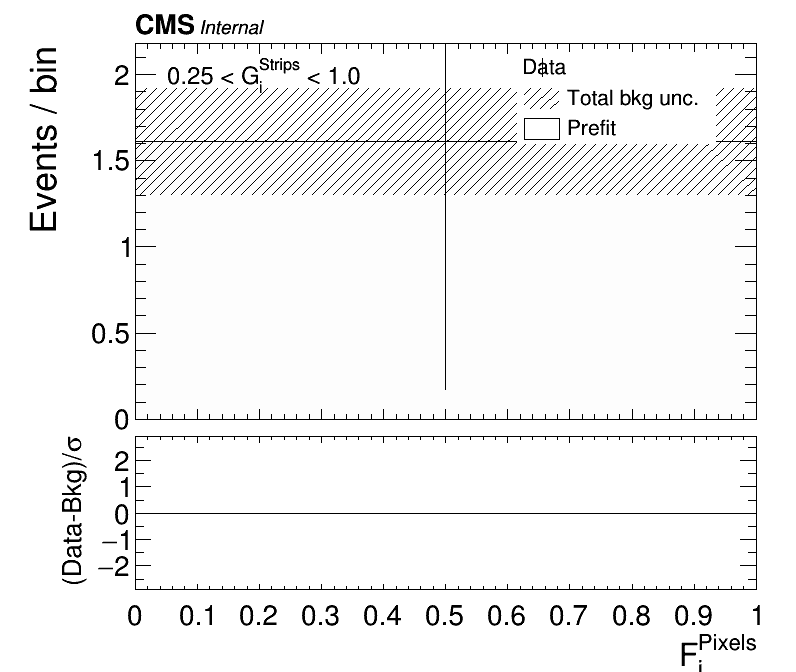 CMS Internal
Events / bin
0.25 < G_i^Strips < 1.0
Data
Total bkg unc.
Prefit
2
1.5
1
0.5
0
(Data-Bkg)/σ
2
1
0
−1
−2
0 0.1 0.2 0.3 0.4 0.5 0.6 0.7 0.8 0.9 1
F_i^Pixels